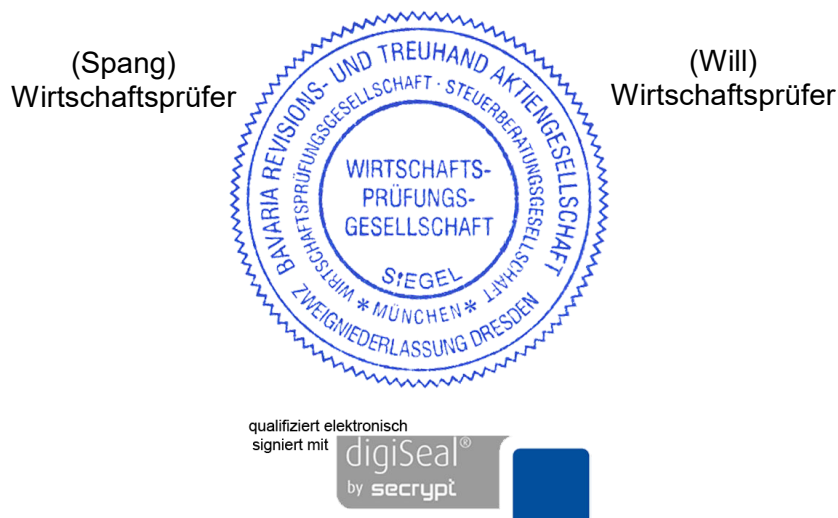 (Spang)
Wirtschaftsprüfer
(Will)
Wirtschaftsprüfer
BAVARIA REVISIONS- UND TREUHAND AKTIENGESELLSCHAFT
WIRTSCHAFTSPRÜFUNGSGESELLSCHAFT · STEUERBERATUNGSGESELLSCHAFT
WIRTSCHAFTS-
PRÜFUNGS-
GESELLSCHAFT
SIEGEL
* MÜNCHEN *
ZWEIGNIEDERLASSUNG DRESDEN
qualifiziert elektronisch
signiert mit
digiSeal®
by secrypt